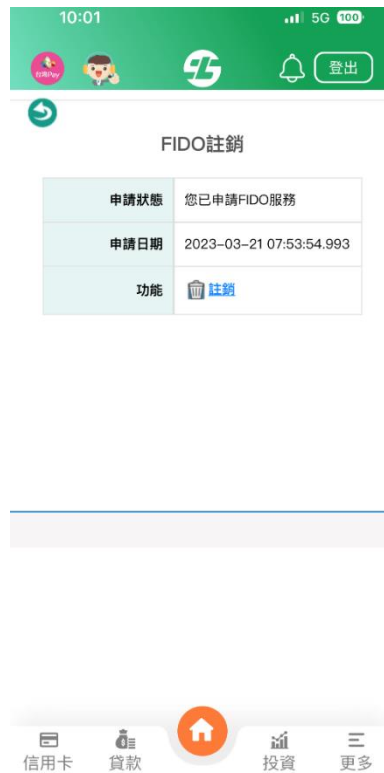 10:01 5G 100
台灣Pay
登出
FIDO註銷
申請狀態 您已申請FIDO服務
申請日期 2023-03-21 07:53:54.993
功能 註銷
信用卡 貸款 投資 更多